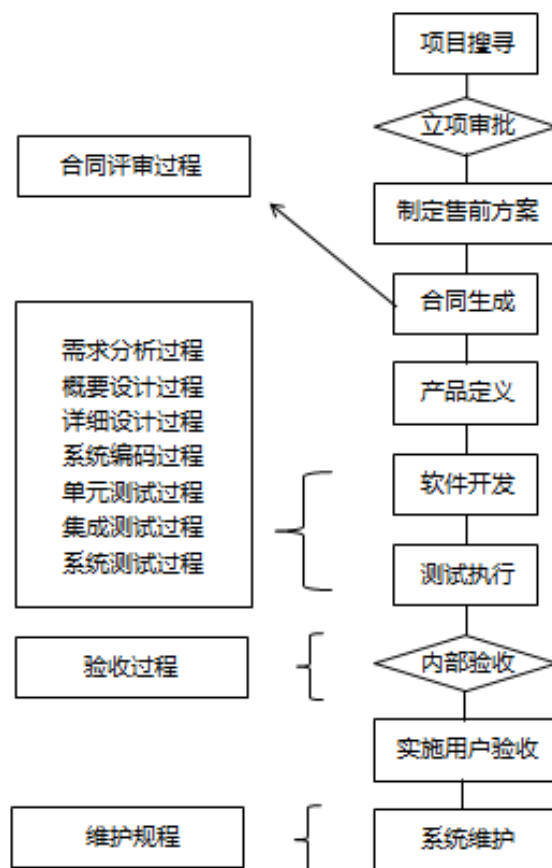 项目搜寻
立项审批
合同评审过程
制定售前方案
合同生成
需求分析过程
概要设计过程
详细设计过程
系统编码过程
单元测试过程
集成测试过程
系统测试过程
产品定义
软件开发
测试执行
验收过程
内部验收
实施用户验收
维护规程
系统维护